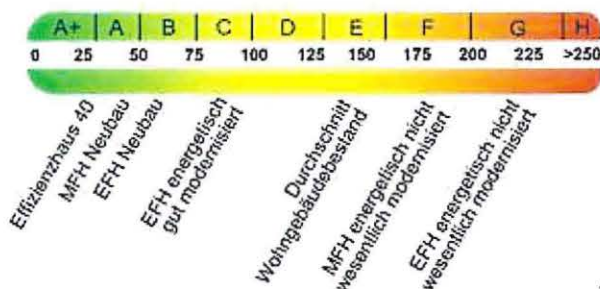 A+ A B C D E F G H
0 25 50 75 100 125 150 175 200 225 >250
Effizienzhaus 40
MFH Neubau
EFH Neubau
EFH energetisch
gut modernisiert
Durchschnitt
Wohngebäudebestand
MFH energetisch nicht
wesentlich modernisiert
EFH energetisch nicht
wesentlich modernisiert